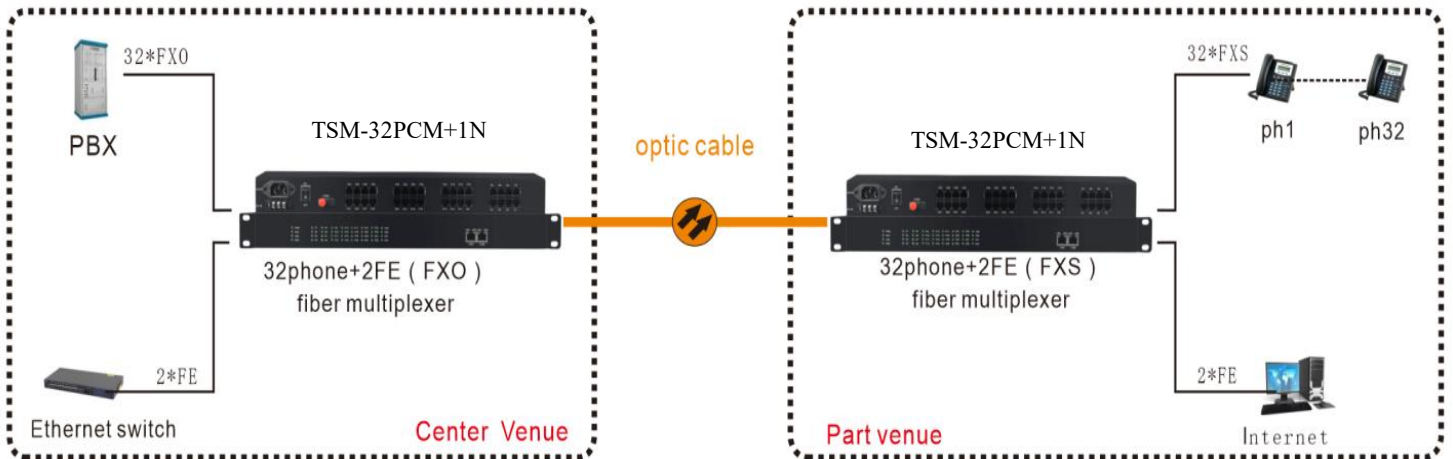 32*FXO
PBX
TSM-32PCM+1N
32phone+2FE ( FXO )
fiber multiplexer
2*FE
Ethernet switch
Center Venue
optic cable
32*FXS
ph1
ph32
TSM-32PCM+1N
32phone+2FE ( FXS )
fiber multiplexer
2*FE
Internet
Part venue